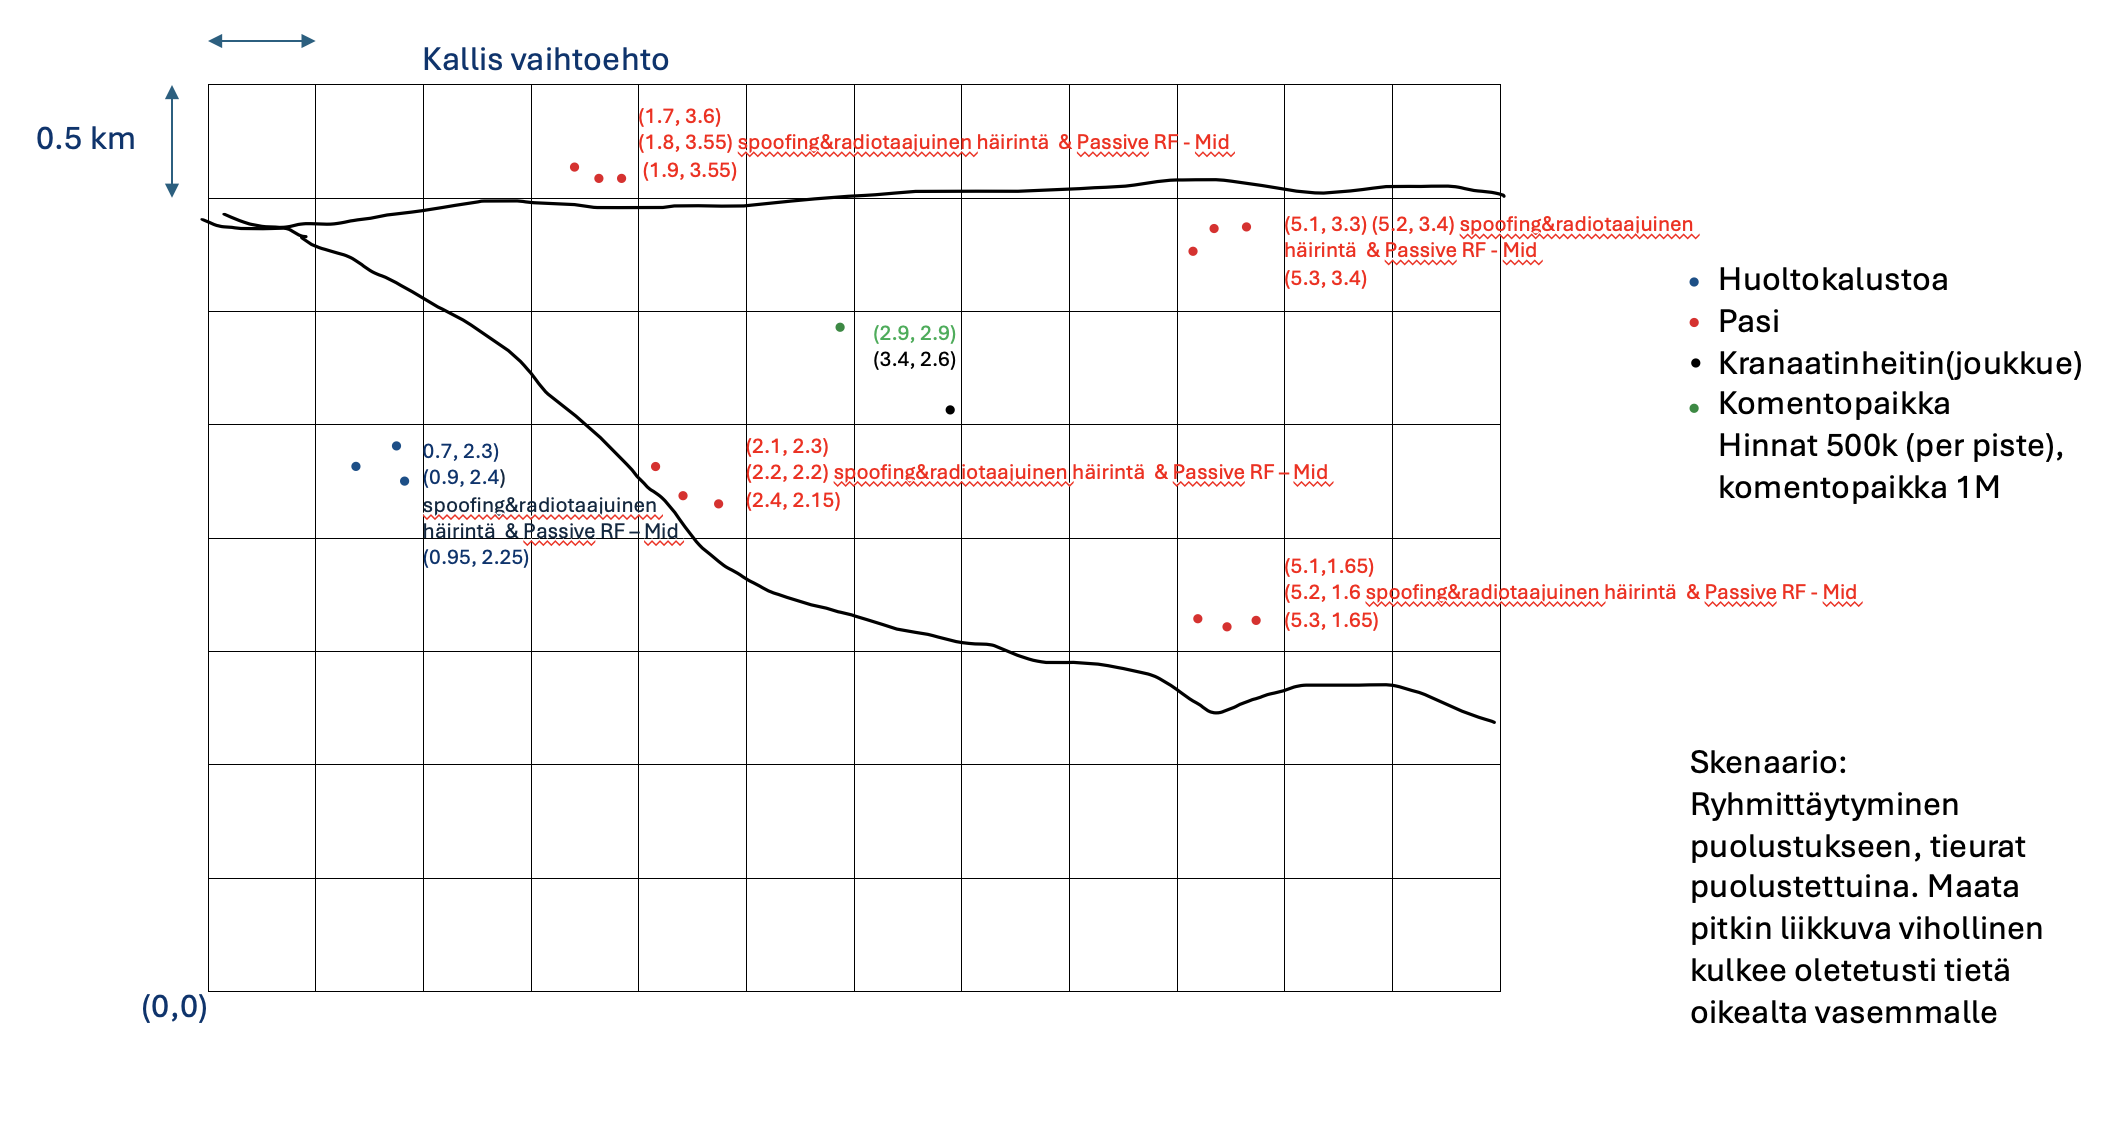 Kallis vaihtoehto
0.5 km
(1.7, 3.6)
(1.8, 3.55) spoofing&radiotaajuinen häirintä & Passive RF - Mid
(1.9, 3.55)
(5.1, 3.3) (5.2, 3.4) spoofing&radiotaajuinen
häirintä & Passive RF - Mid
(5.3, 3.4)
(2.9, 2.9)
(3.4, 2.6)
0.7, 2.3)
(0.9, 2.4)
spoofing&radiotaajuinen
häirintä & Passive RF – Mid
(0.95, 2.25)
(2.1, 2.3)
(2.2, 2.2) spoofing&radiotaajuinen häirintä & Passive RF – Mid
(2.4, 2.15)
(5.1,1.65)
(5.2, 1.6 spoofing&radiotaajuinen häirintä & Passive RF - Mid
(5.3, 1.65)
(0,0)
• Huoltokalustoa
• Pasi
• Kranaatinheitin(joukkue)
• Komentopaikka
Hinnat 500k (per piste),
komentopaikka 1M
Skenaario:
Ryhmittäytyminen
puolustukseen, tieurat
puolustettuina. Maata
pitkin liikkuva vihollinen
kulkee oletetusti tietä
oikealta vasemmalle